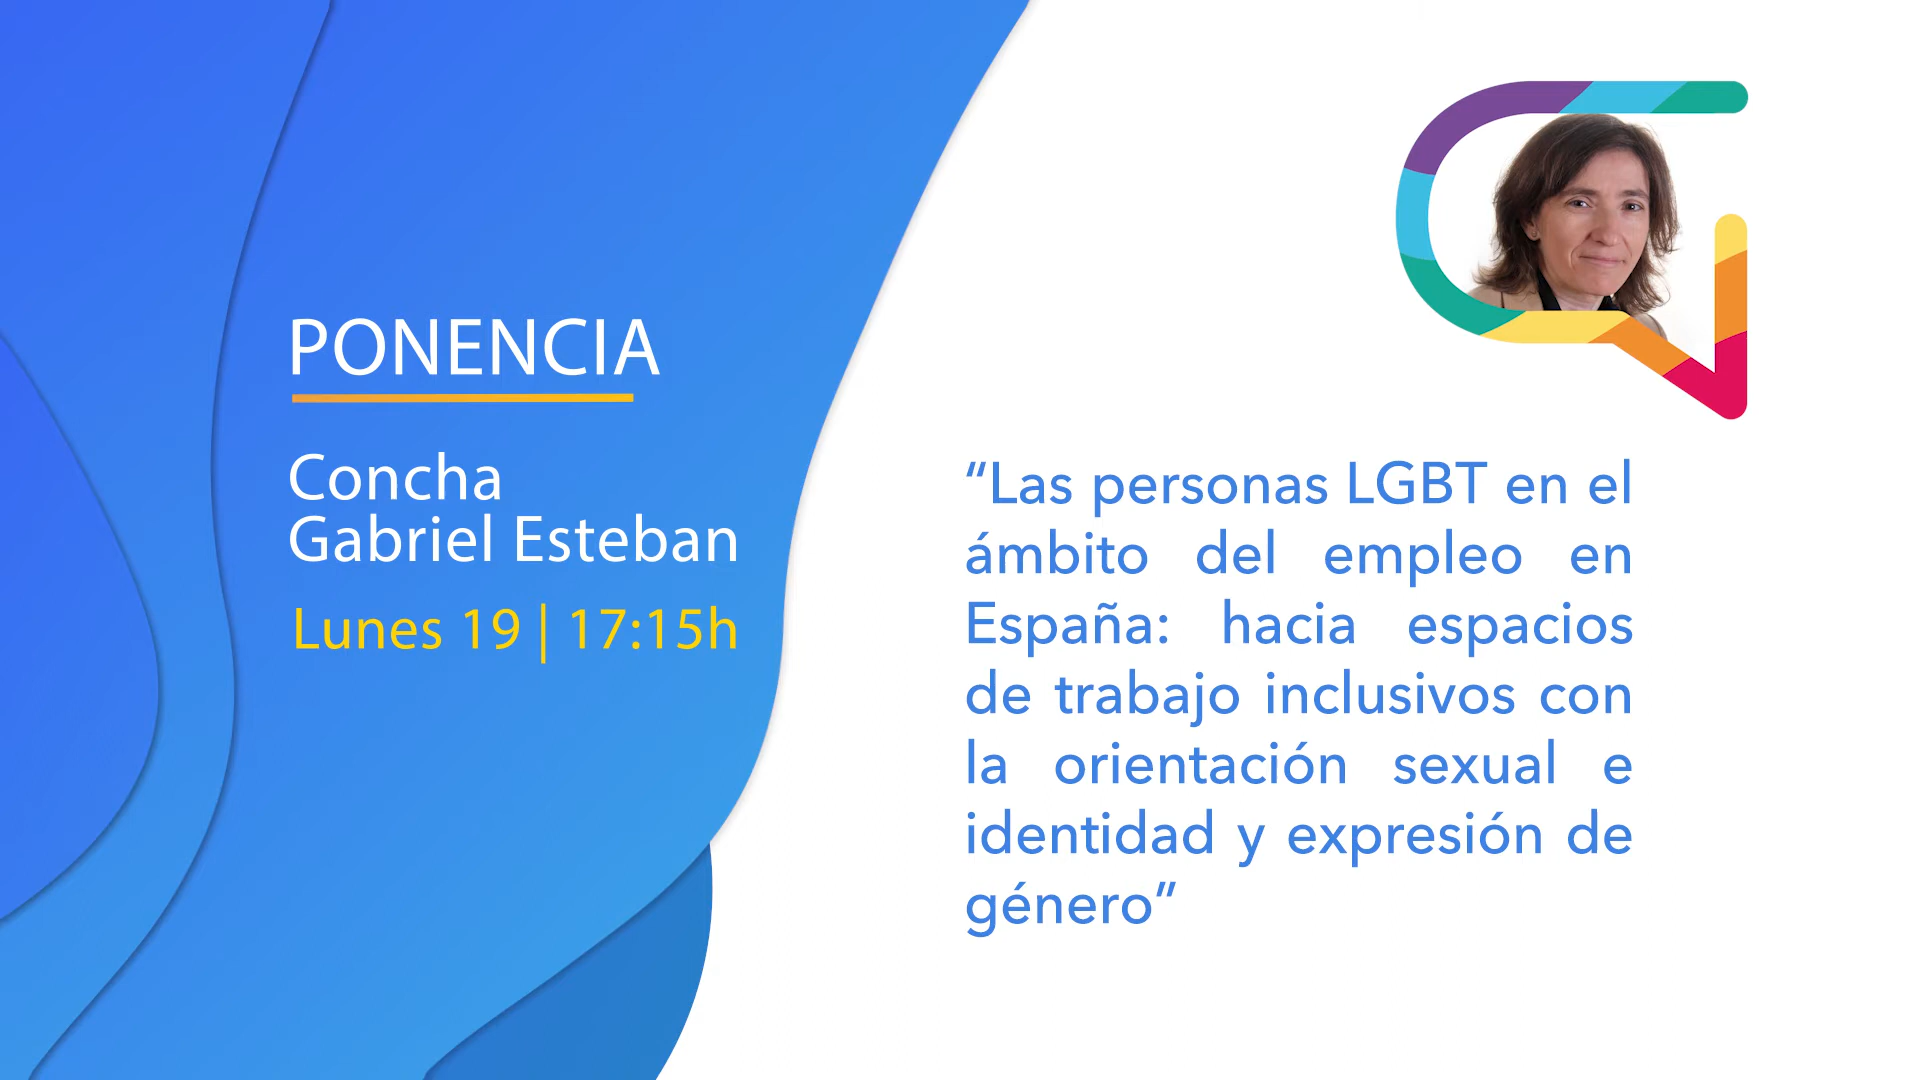 PONENCIA
Concha
Gabriel Esteban
Lunes 19 | 17:15h
“Las personas LGBT en el
ámbito del empleo en
España: hacia espacios
de trabajo inclusivos con
la orientación sexual e
identidad y expresión de
género”